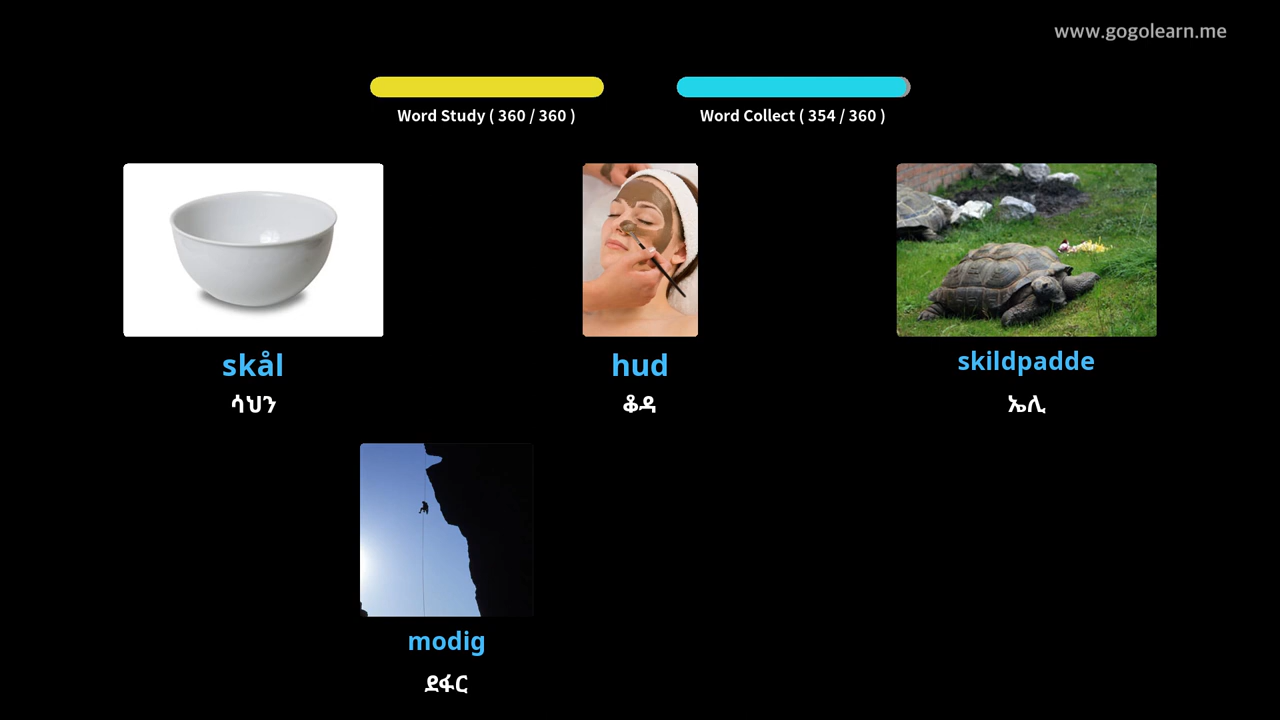 www.gogolearn.me
Word Study ( 360 / 360 )
Word Collect ( 354 / 360 )
skål
hud
skildpadde
ሳህን
ቆዳ
ኤሊ
modig
ደፋር